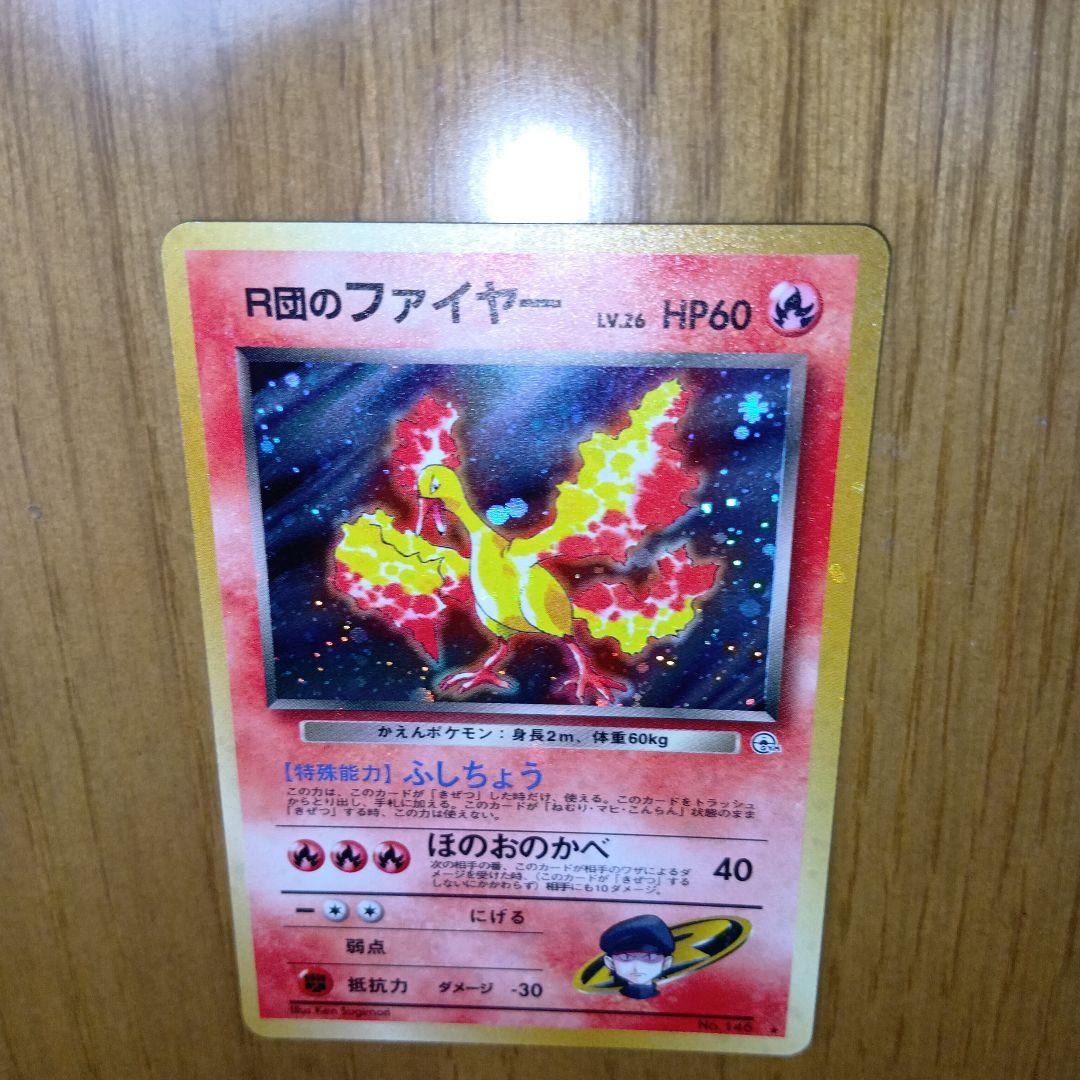 R団のファイヤー LV.26 HP60
かえんポケモン：身長2m、体重60kg
GYM
【特殊能力】ふしちょう
この力は、このカードが「きぜつ」した時だけ、使える。このカードをトラッシュ
からとり出し、手札に加える。このカードが「ねむり・マヒ・こんらん」状態のまま
「きぜつ」する時、この力は使えない。
ほのおのかべ 40
次の相手の番、このカードが相手のワザによるダ
メージを受けた時、（このカードが「きぜつ」する
しないにかかわらず）相手にも10ダメージ。
ー にげる
弱点
抵抗力 ダメージ -30
Illus. Ken Sugimori
No. 146 ★